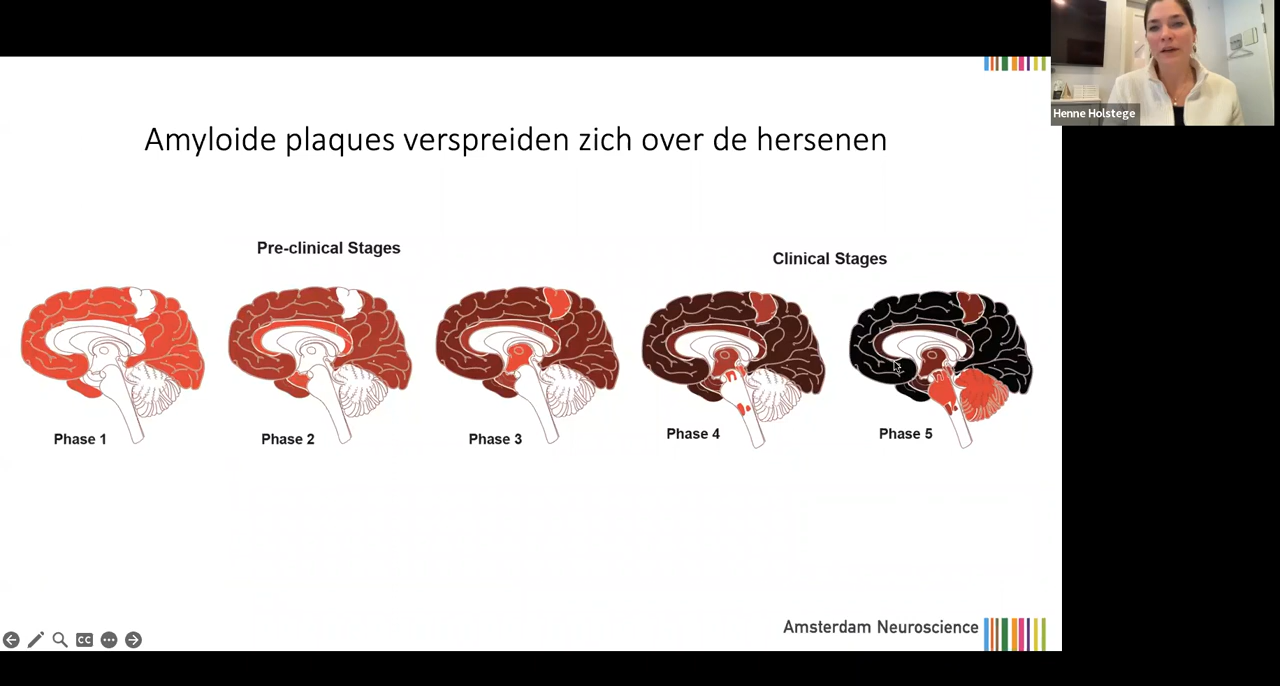 Henne Holstege
Amyloide plaques verspreiden zich over de hersenen
Pre-clinical Stages
Clinical Stages
Phase 1
Phase 2
Phase 3
Phase 4
Phase 5
Amsterdam Neuroscience
CC